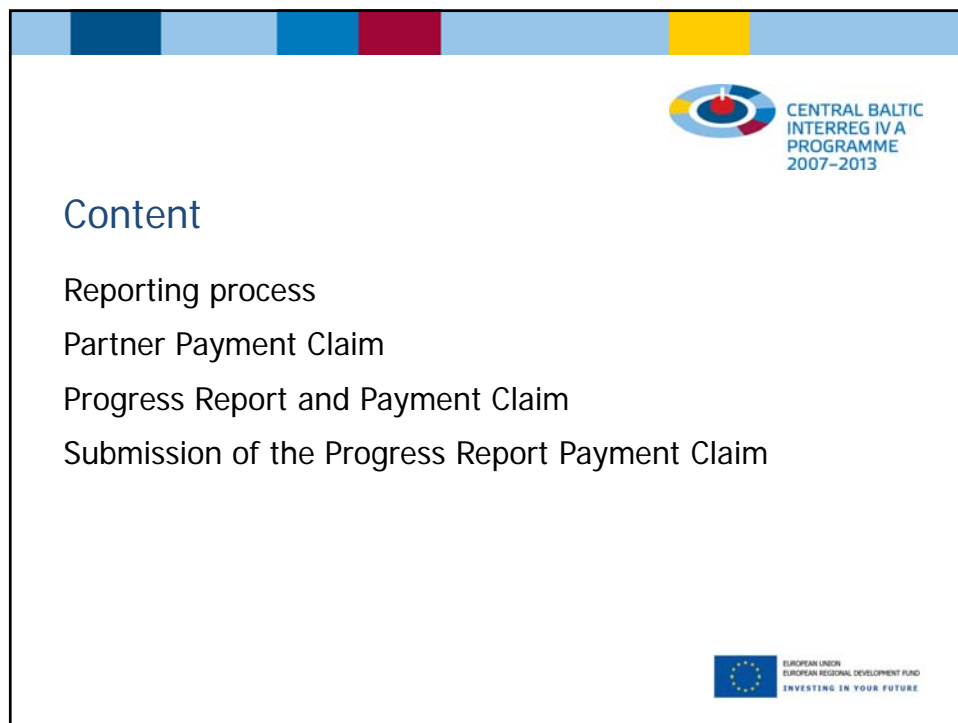 CENTRAL BALTIC
INTERREG IV A
PROGRAMME
2007–2013
Content
Reporting process
Partner Payment Claim
Progress Report and Payment Claim
Submission of the Progress Report Payment Claim
EUROPEAN UNION
EUROPEAN REGIONAL DEVELOPMENT FUND
INVESTING IN YOUR FUTURE